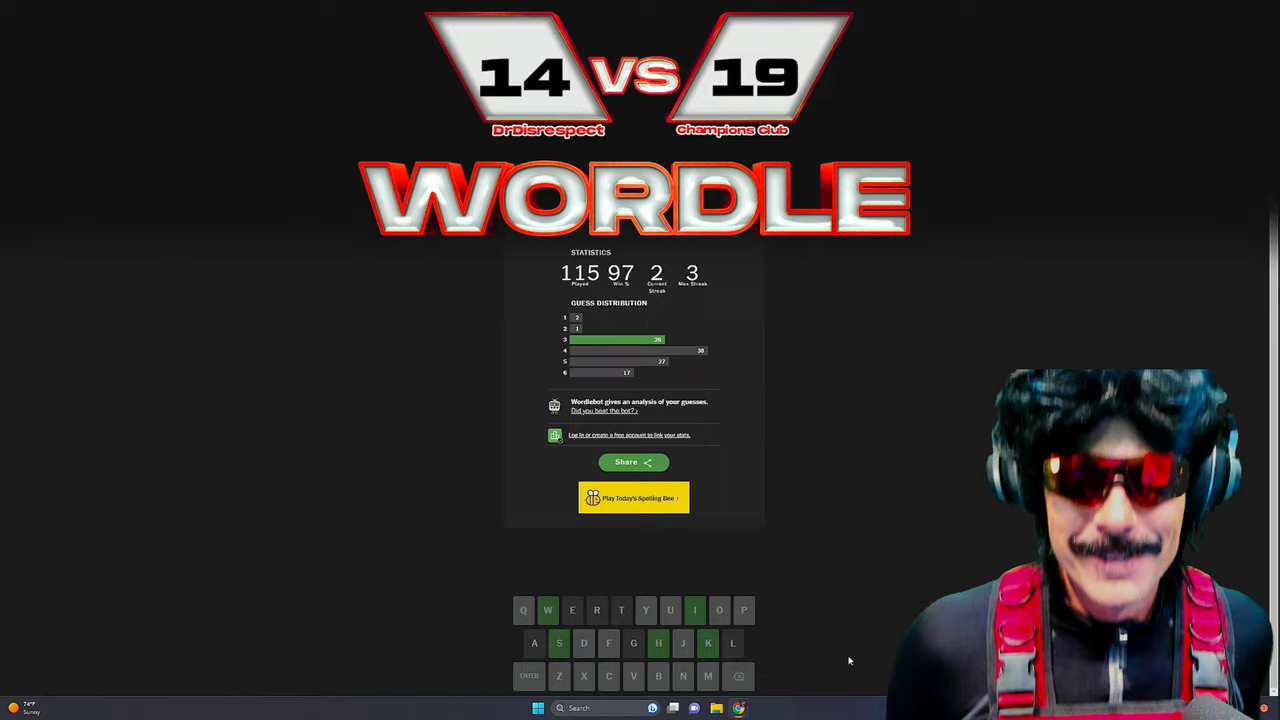 14 VS 19
DrDisrespect Champions Club
WORDLE
STATISTICS
115 97 2 3
Played Win % Current Streak Max Streak
GUESS DISTRIBUTION
1 2
2 1
3 26
4 38
5 27
6 17
Wordlebot gives an analysis of your guesses.
Did you beat the bot? ›
Log in or create a free account to link your stats.
Share
Play Today's Spelling Bee ›
Q W E R T Y U I O P
A S D F G H J K L
ENTER Z X C V B N M
74°F
Sunny
Search